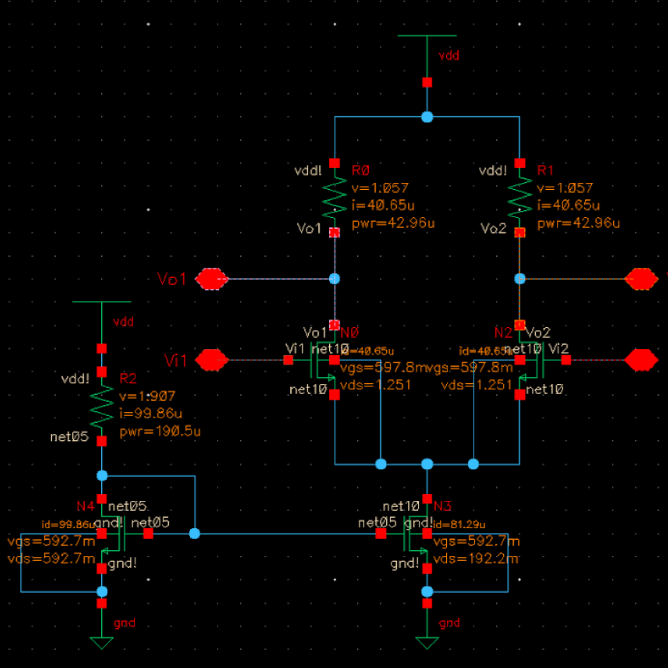 vdd
vdd!
R0
v=1.057
i=40.65u
pwr=42.96u
Vo1
vdd!
R1
v=1.057
i=40.65u
pwr=42.96u
Vo2
Vo1
vdd
Vo1
N0
Vi1
net10
id=40.65u
vgs=597.8m
vds=1.251
net10
N2
Vo2
id=40.65u
net10
Vi2
vgs=597.8m
vds=1.251
net10
Vi1
vdd!
R2
v=1.907
i=99.86u
pwr=190.5u
net05
N4
net05
id=99.86u
gnd!
net05
vgs=592.7m
vds=592.7m
gnd!
gnd
net10
N3
net05
gnd!
id=81.29u
vgs=592.7m
vds=192.2m
gnd!
gnd